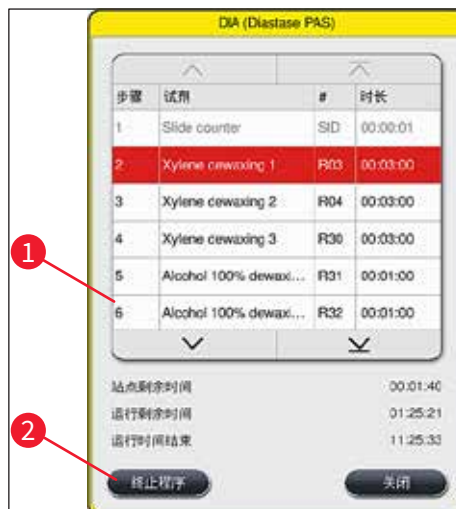 DIA (Diastase PAS)
步骤 试剂 # 时长
1 Slide counter SID 00:00:01
2 Xylene dewaxing 1 R03 00:03:00
3 Xylene dewaxing 2 R04 00:03:00
4 Xylene dewaxing 3 R30 00:03:00
5 Alcohol 100% dewaxi... R31 00:01:00
6 Alcohol 100% dewaxi... R32 00:01:00
站点剩余时间 00:01:40
运行剩余时间 01:25:21
运行时间结束 11:25:33
终止程序 关闭
1
2